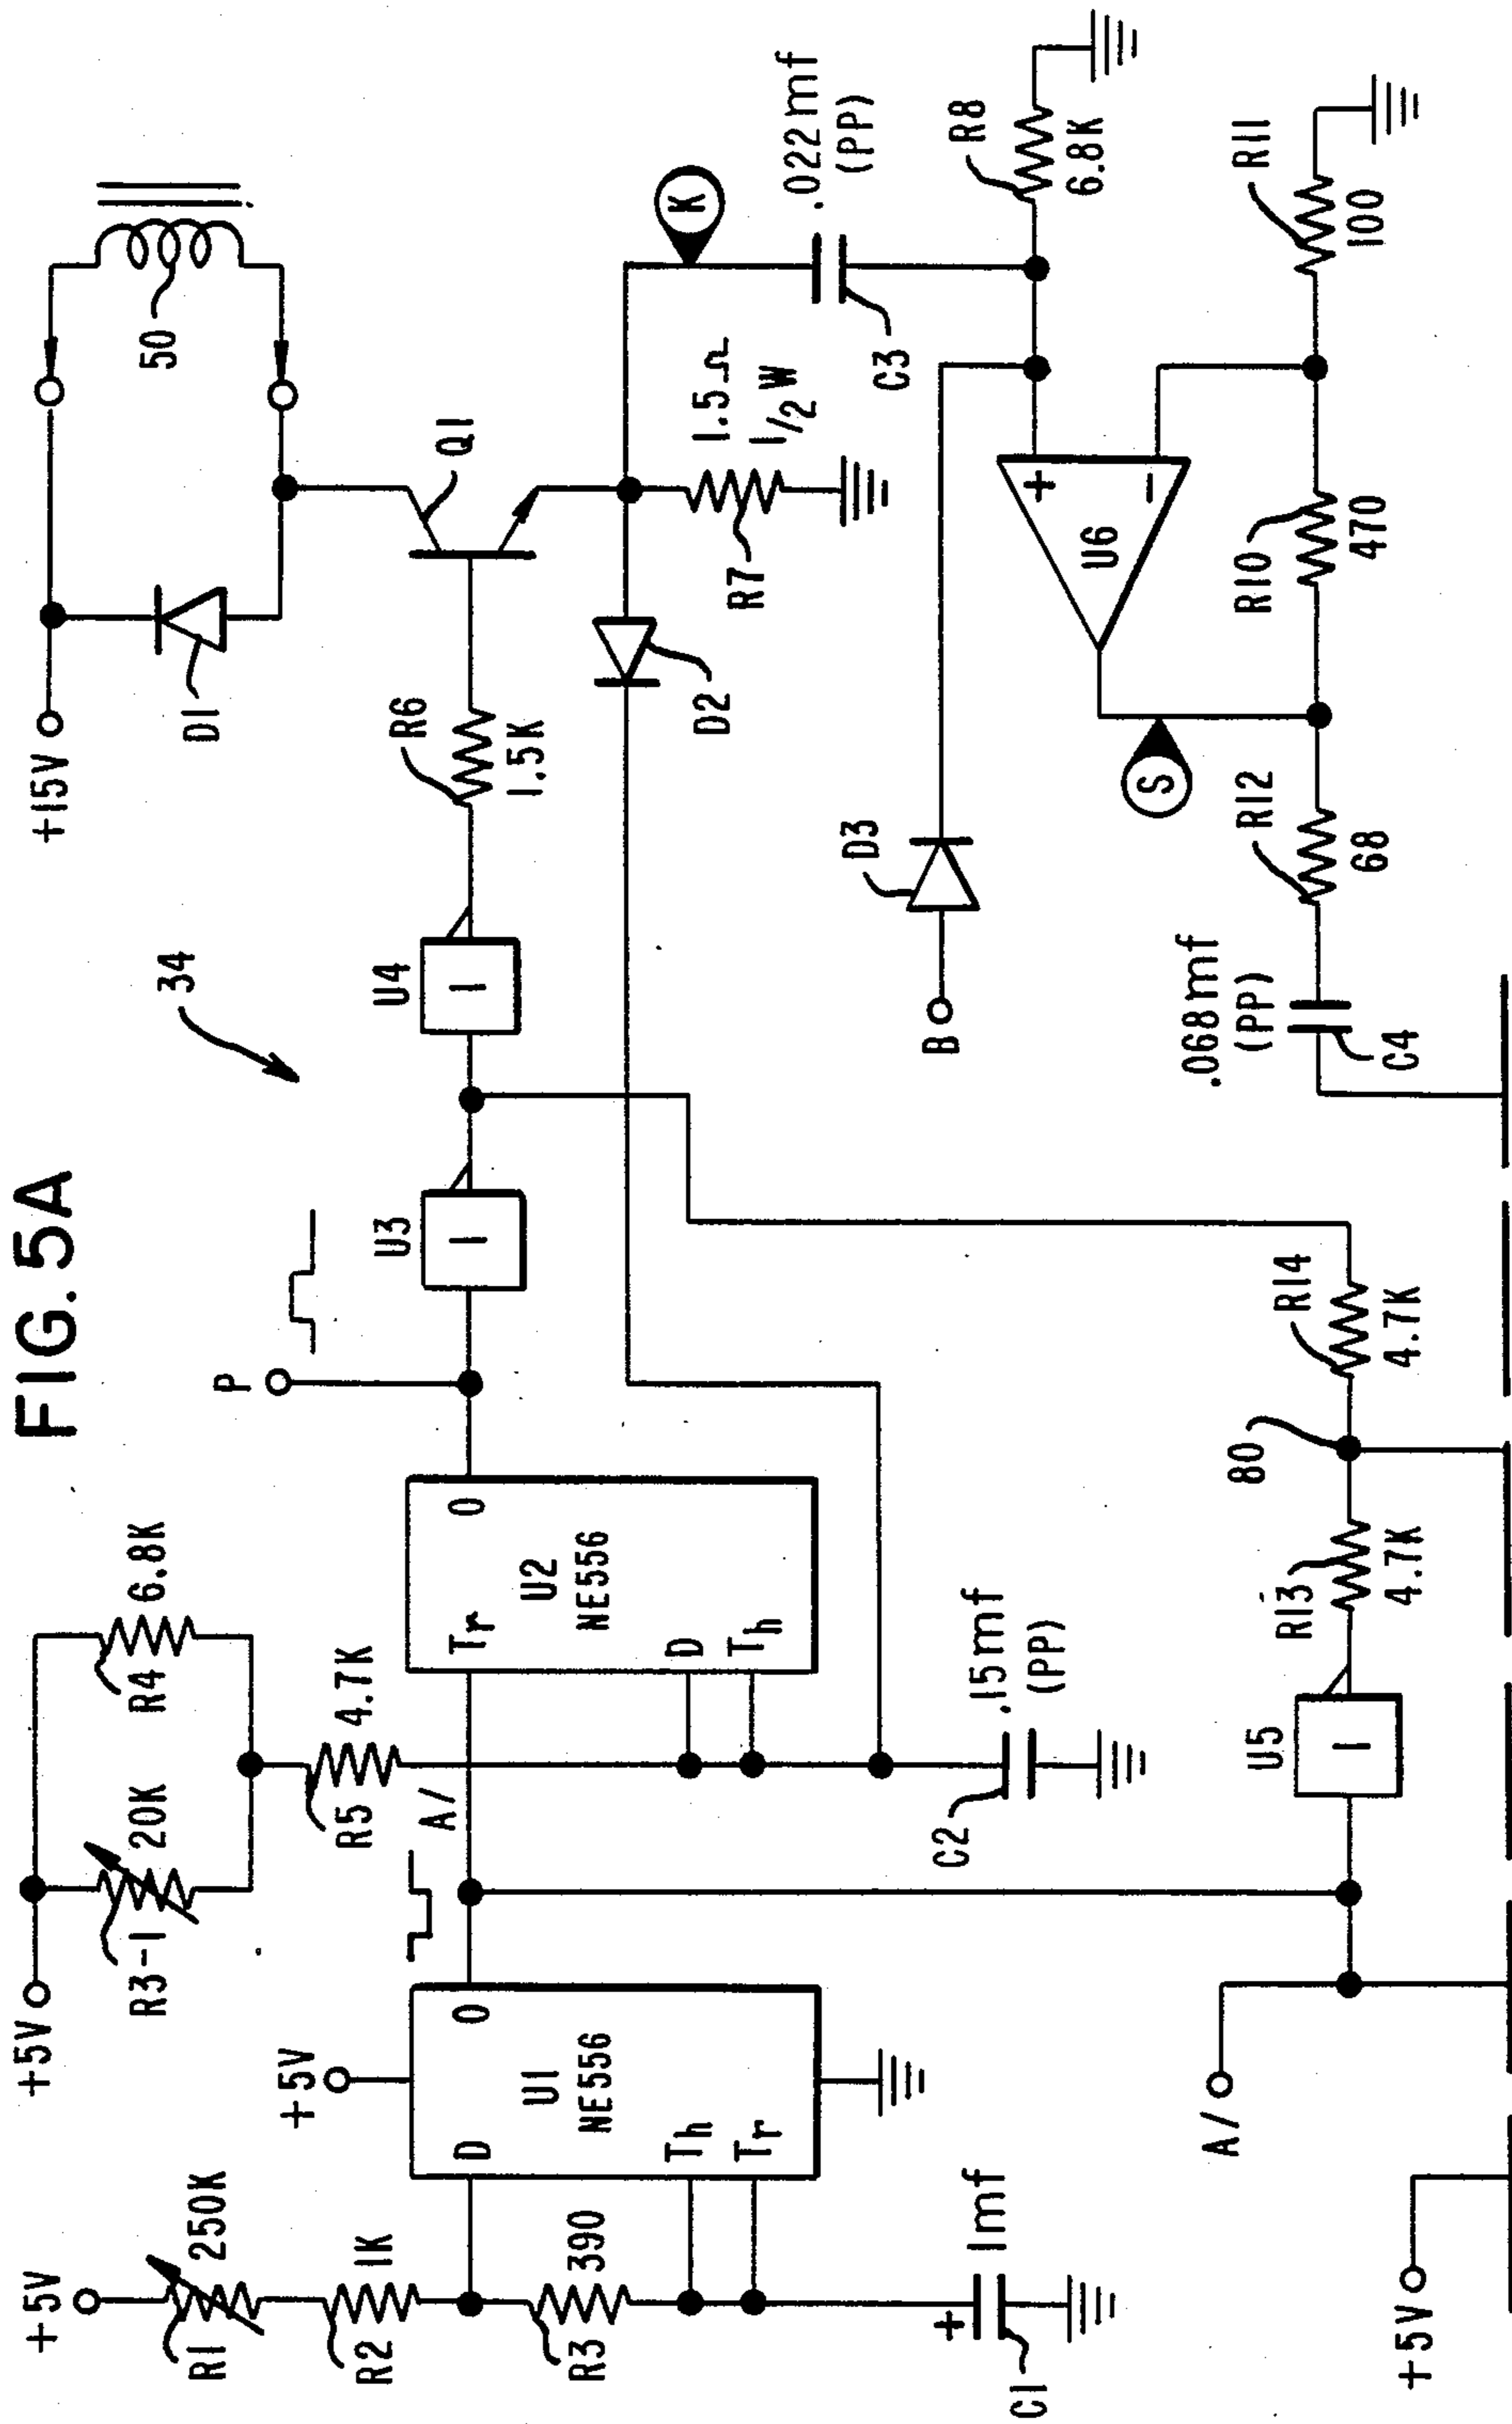 FIG. 5A
+5V
R1
250K
R2
1K
R3
390
C1
+
1mf
+5V
D
O
U1
NE556
Th
Tr
+5V
R3-1
20K
R4
6.8K
R5
4.7K
A/
Tr
O
U2
NE556
D
Th
C2
.15mf
(PP)
P
U3
I
34
U4
I
R6
1.5K
+15V
D1
50
Q1
D2
R7
1.5Ω
1/2W
K
.022mf
(PP)
C3
B
D3
R8
6.8K
+
-
U6
S
R10
470
R11
100
R12
68
.068mf
(PP)
C4
U5
I
R13
4.7K
80
R14
4.7K
A/
+5V